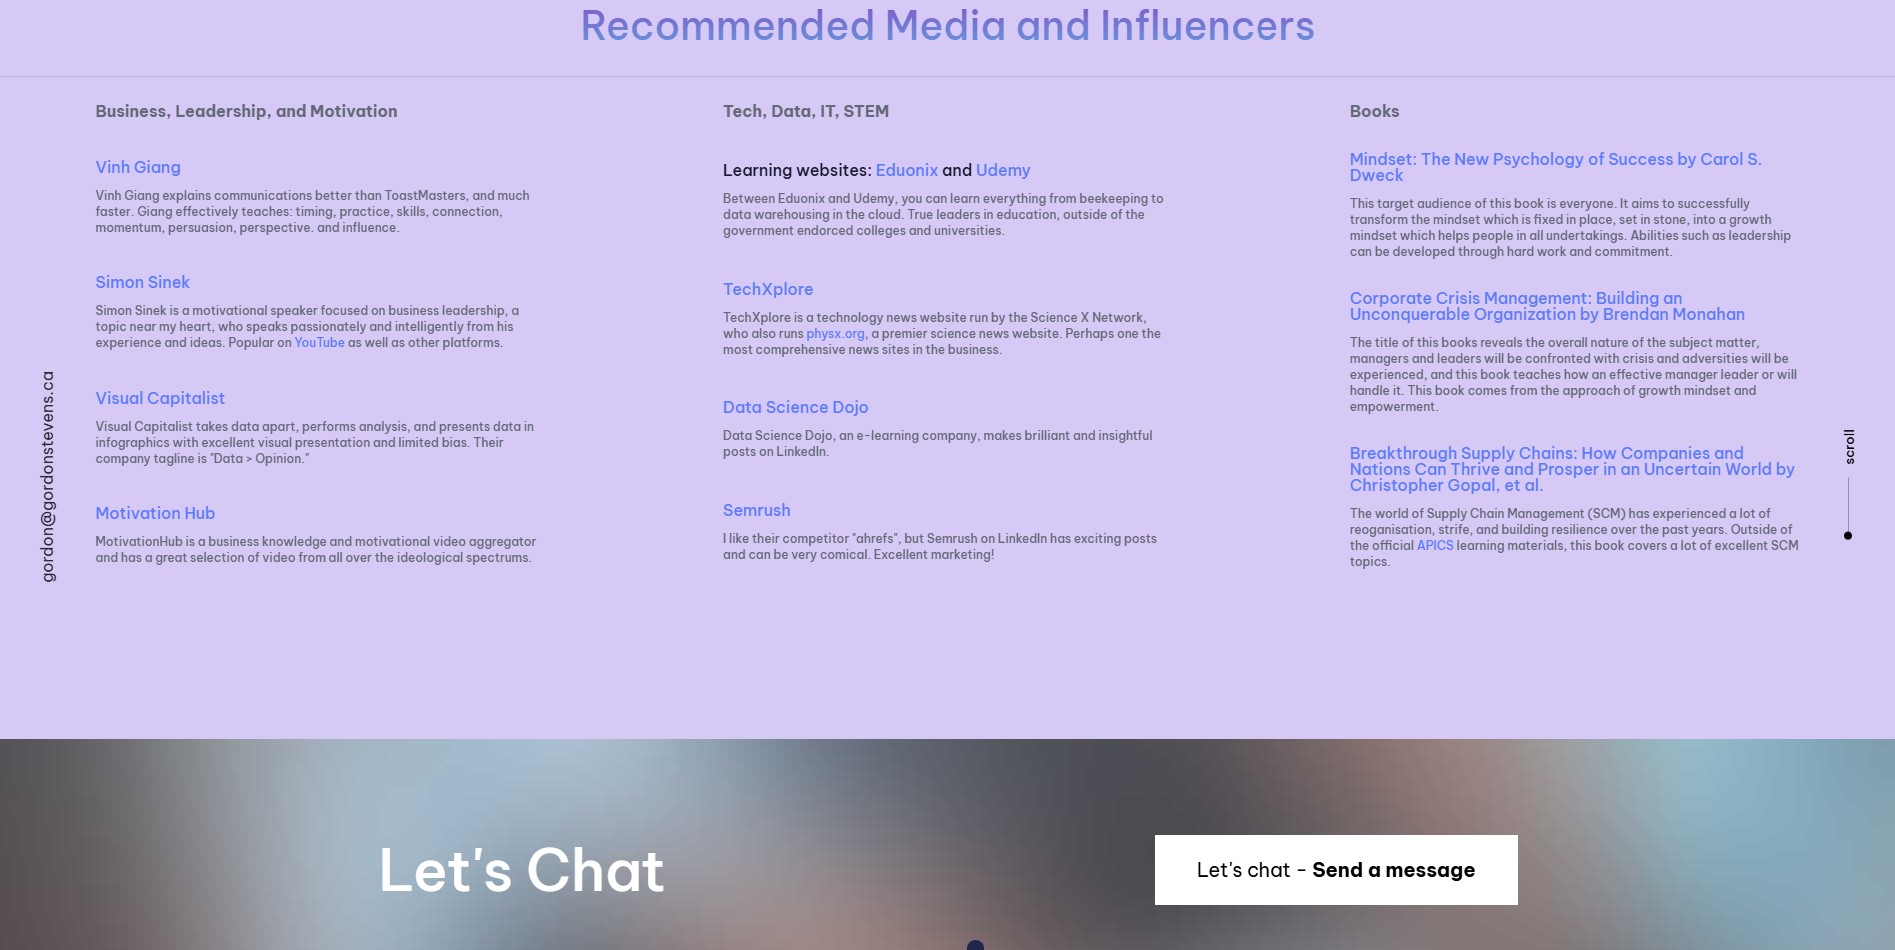 Recommended Media and Influencers
Business, Leadership, and Motivation
Vinh Giang
Vinh Giang explains communications better than ToastMasters, and much
faster. Giang effectively teaches: timing, practice, skills, connection,
momentum, persuasion, perspective. and influence.
Simon Sinek
Simon Sinek is a motivational speaker focused on business leadership, a
topic near my heart, who speaks passionately and intelligently from his
experience and ideas. Popular on YouTube as well as other platforms.
Visual Capitalist
Visual Capitalist takes data apart, performs analysis, and presents data in
infographics with excellent visual presentation and limited bias. Their
company tagline is "Data > Opinion."
Motivation Hub
MotivationHub is a business knowledge and motivational video aggregator
and has a great selection of video from all over the ideological spectrums.
Tech, Data, IT, STEM
Learning websites: Eduonix and Udemy
Between Eduonix and Udemy, you can learn everything from beekeeping to
data warehousing in the cloud. True leaders in education, outside of the
government endorced colleges and universities.
TechXplore
TechXplore is a technology news website run by the Science X Network,
who also runs physx.org, a premier science news website. Perhaps one the
most comprehensive news sites in the business.
Data Science Dojo
Data Science Dojo, an e-learning company, makes brilliant and insightful
posts on LinkedIn.
Semrush
I like their competitor "ahrefs", but Semrush on LinkedIn has exciting posts
and can be very comical. Excellent marketing!
Books
Mindset: The New Psychology of Success by Carol S.
Dweck
This target audience of this book is everyone. It aims to successfully
transform the mindset which is fixed in place, set in stone, into a growth
mindset which helps people in all undertakings. Abilities such as leadership
can be developed through hard work and commitment.
Corporate Crisis Management: Building an
Unconquerable Organization by Brendan Monahan
The title of this books reveals the overall nature of the subject matter,
managers and leaders will be confronted with crisis and adversities will be
experienced, and this book teaches how an effective manager leader or will
handle it. This book comes from the approach of growth mindset and
empowerment.
Breakthrough Supply Chains: How Companies and
Nations Can Thrive and Prosper in an Uncertain World by
Christopher Gopal, et al.
The world of Supply Chain Management (SCM) has experienced a lot of
reoganisation, strife, and building resilience over the past years. Outside of
the official APICS learning materials, this book covers a lot of excellent SCM
topics.
gordon@gordonstevens.ca
scroll
Let's Chat
Let's chat - Send a message